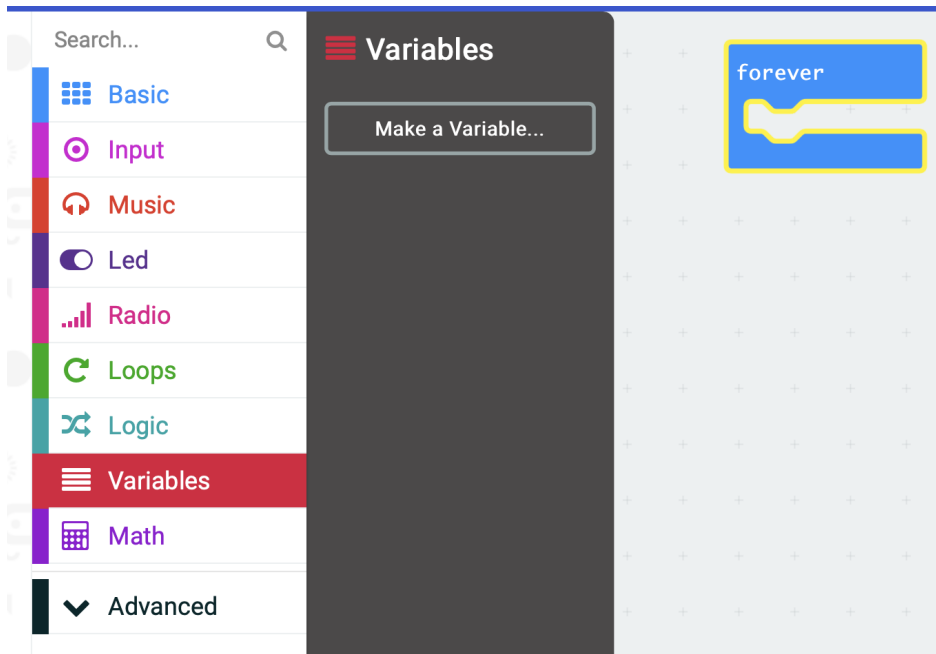 Search...
Basic
Input
Music
Led
Radio
Loops
Logic
Variables
Math
Advanced
Variables
Make a Variable...
forever